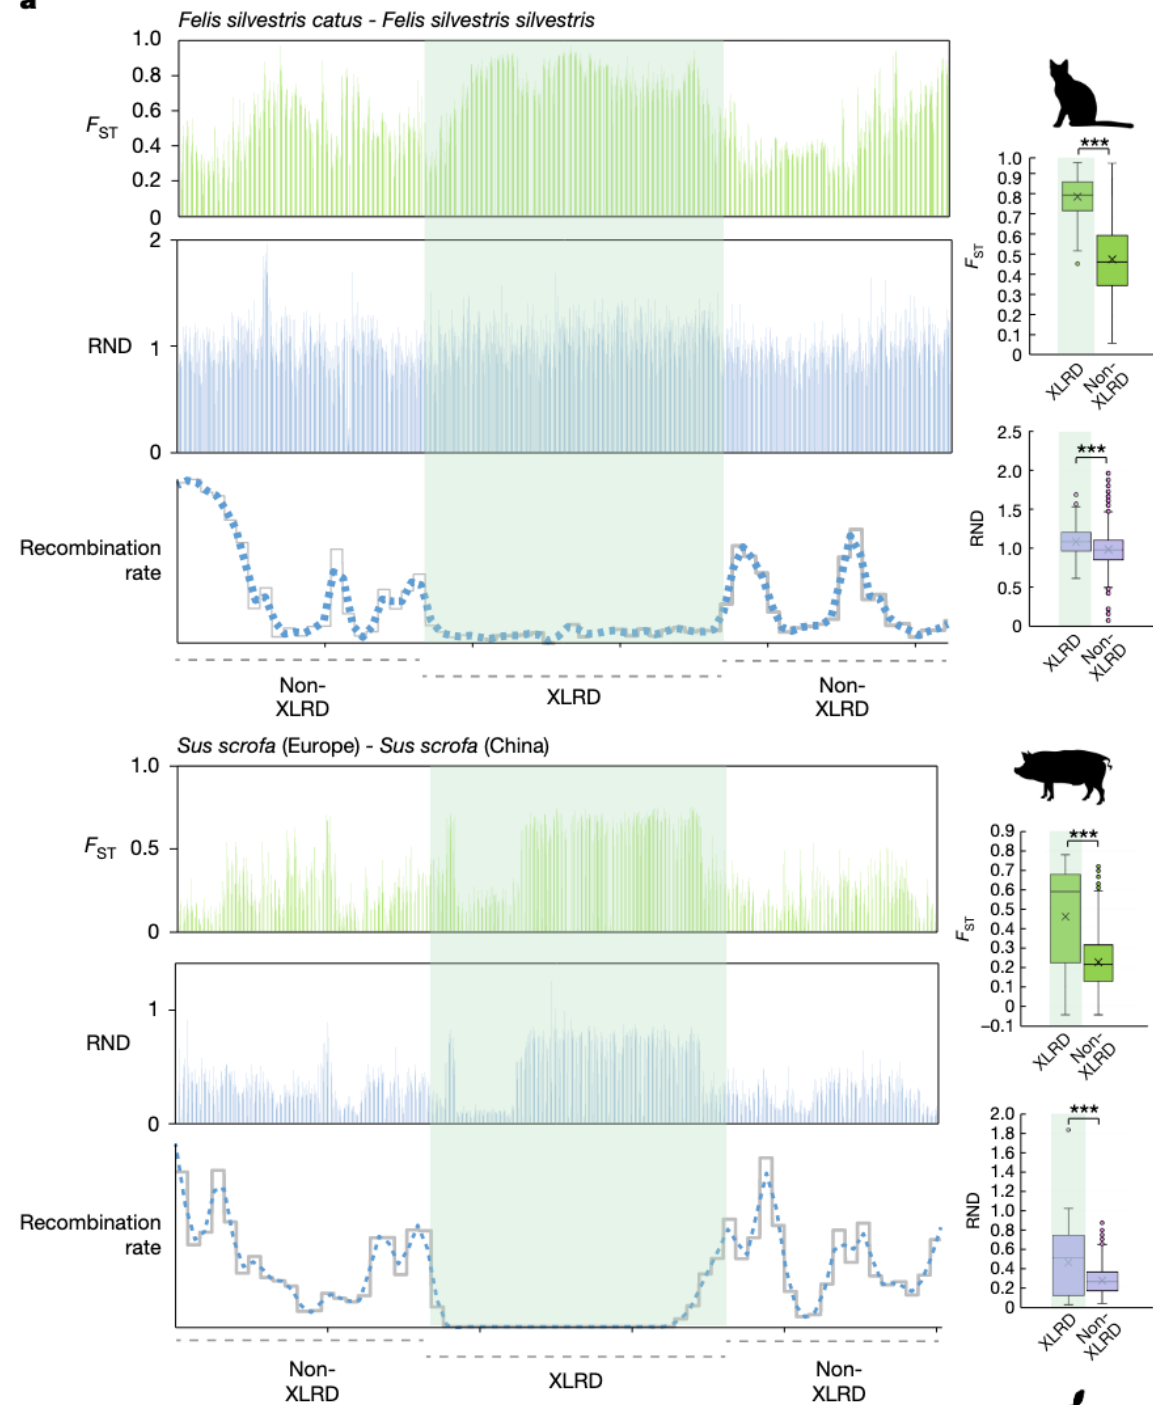 a
Felis silvestris catus - Felis silvestris silvestris
1.0
0.8
0.6
0.4
0.2
0
FST
2
1
0
RND
Recombination
rate
Non-
XLRD
XLRD
Non-
XLRD
***
1.0
0.9
0.8
0.7
0.6
0.5
0.4
0.3
0.2
0.1
0
FST
XLRD
Non-
XLRD
***
2.5
2.0
1.5
1.0
0.5
0
RND
XLRD
Non-
XLRD
Sus scrofa (Europe) - Sus scrofa (China)
1.0
0.5
0
FST
1
0
RND
Recombination
rate
Non-
XLRD
XLRD
Non-
XLRD
***
0.9
0.8
0.7
0.6
0.5
0.4
0.3
0.2
0.1
0
–0.1
FST
XLRD
Non-
XLRD
***
2.0
1.8
1.6
1.4
1.2
1.0
0.8
0.6
0.4
0.2
0
RND
XLRD
Non-
XLRD